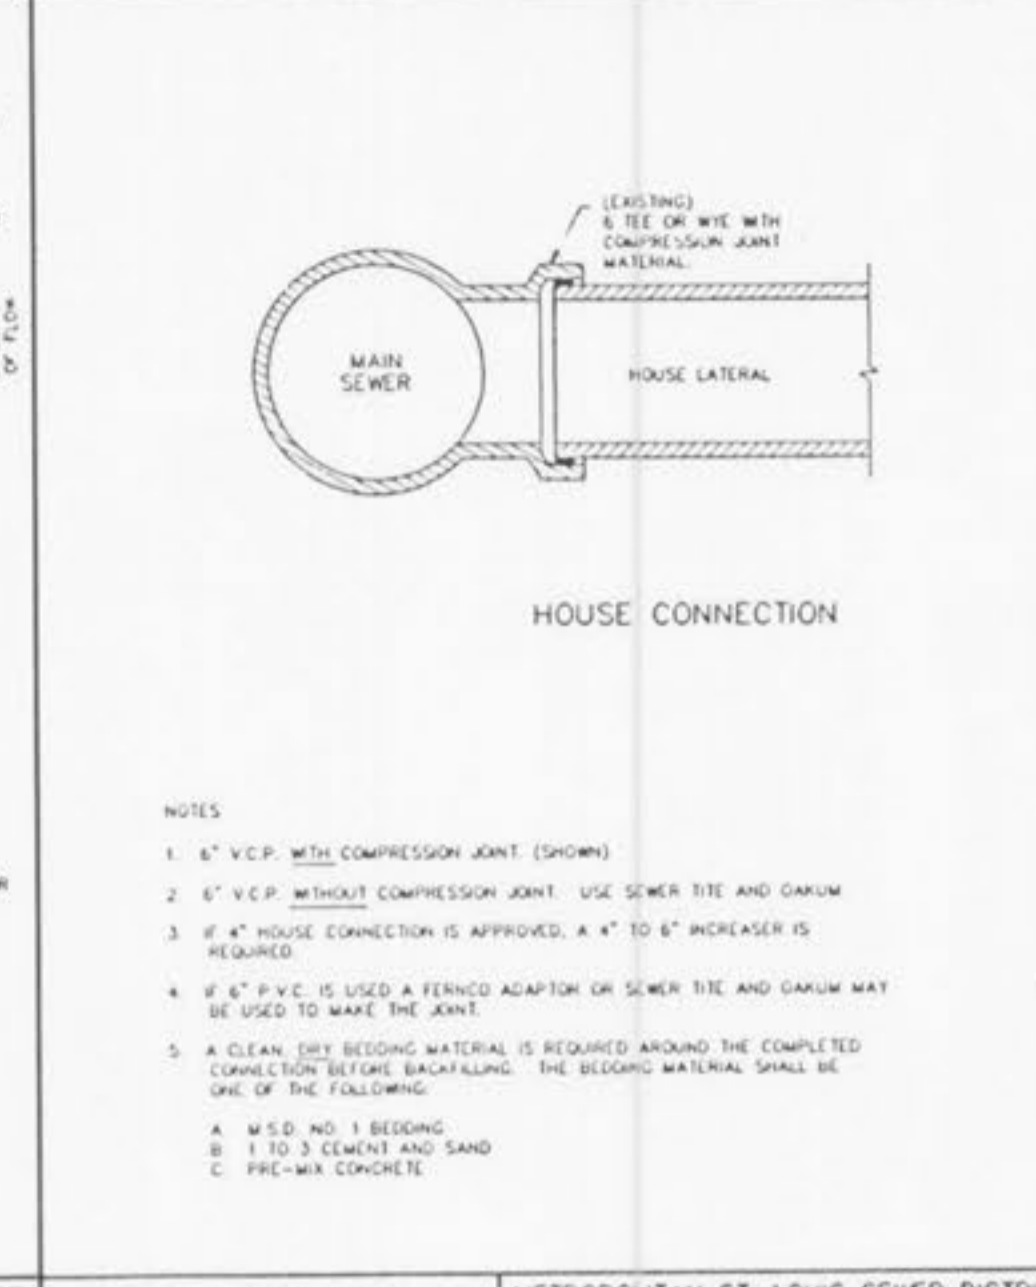 OF FLOW
(EXISTING)
6 TEE OR WYE WITH
COMPRESSION JOINT
MATERIAL.
MAIN
SEWER
HOUSE LATERAL
HOUSE CONNECTION
NOTES
1. 6" V.C.P. WITH COMPRESSION JOINT. (SHOWN)
2 6" V.C.P. WITHOUT COMPRESSION JOINT. USE SEWER TITE AND OAKUM
3 IF 4" HOUSE CONNECTION IS APPROVED, A 4" TO 6" INCREASER IS
REQUIRED.
4. IF 6" P.V.C. IS USED A FERNCO ADAPTOR OR SEWER TITE AND OAKUM MAY
BE USED TO MAKE THE JOINT.
5 A CLEAN, DRY BEDDING MATERIAL IS REQUIRED AROUND THE COMPLETED
CONNECTION BEFORE BACKFILLING. THE BEDDING MATERIAL SHALL BE
ONE OF THE FOLLOWING:
A M.S.D. NO. 1 BEDDING
B 1 TO 3 CEMENT AND SAND
C PRE-MIX CONCRETE
R